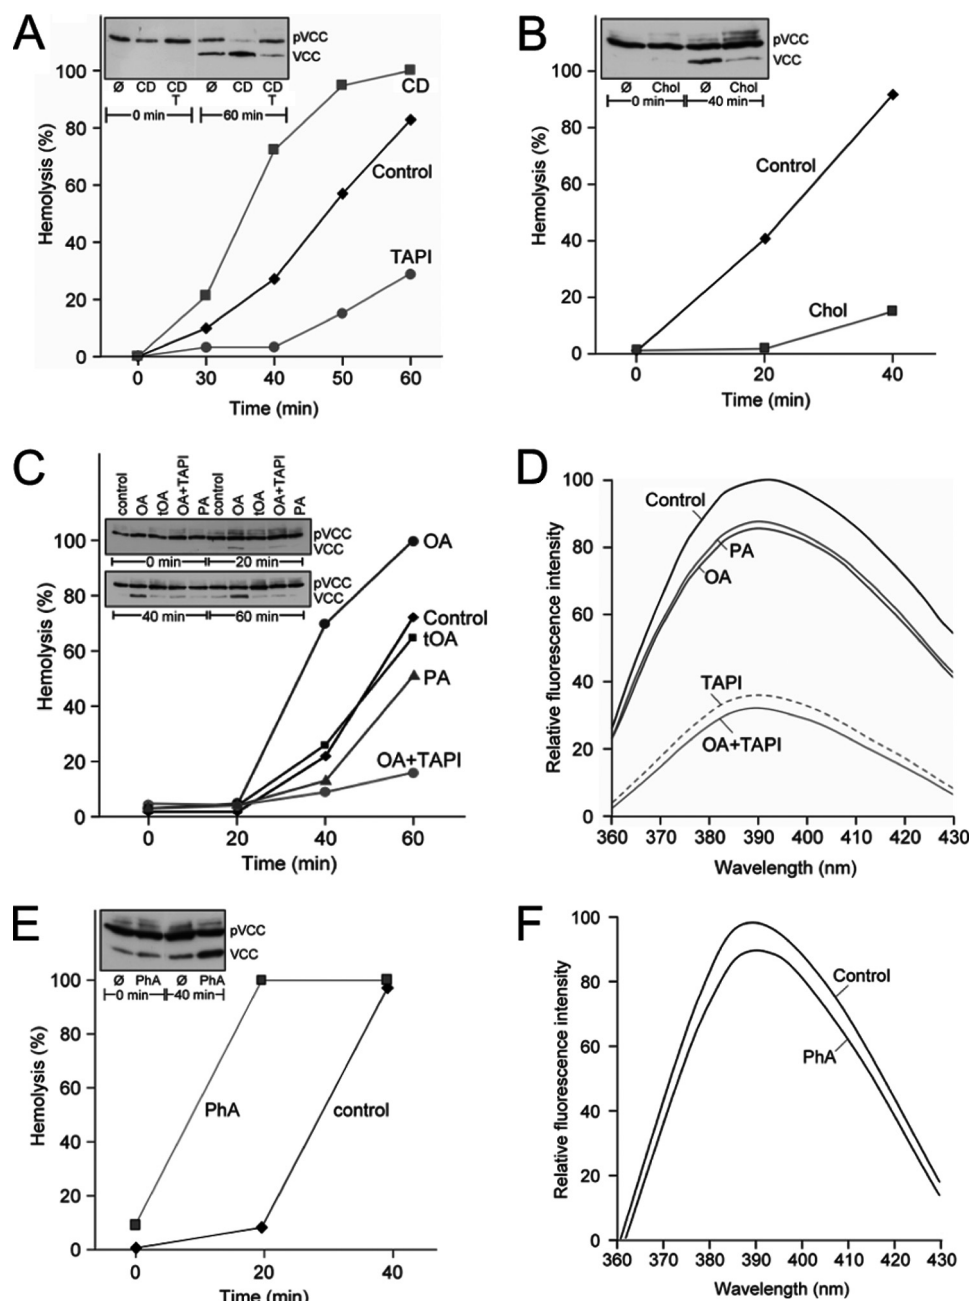 A
pVCC
VCC
Ø CD CD T Ø CD CD T
0 min 60 min
100
80
60
40
20
0
Hemolysis (%)
CD
Control
TAPI
0 30 40 50 60
Time (min)
B
pVCC
VCC
Ø Chol Ø Chol
0 min 40 min
100
80
60
40
20
0
Hemolysis (%)
Control
Chol
0 20 40
Time (min)
C
control OA tOA OA+TAPI PA control OA tOA OA+TAPI PA
pVCC
VCC
0 min 20 min
pVCC
VCC
40 min 60 min
100
80
60
40
20
0
Hemolysis (%)
OA
Control
tOA
PA
OA+TAPI
0 20 40 60
Time (min)
D
100
80
60
40
20
0
Relative fluorescence intensity
Control
PA
OA
TAPI
OA+TAPI
360 370 380 390 400 410 420 430
Wavelength (nm)
E
pVCC
VCC
Ø PhA Ø PhA
0 min 40 min
100
80
60
40
20
0
Hemolysis (%)
PhA
control
0 20 40
Time (min)
F
100
80
60
40
20
0
Relative fluorescence intensity
Control
PhA
360 360 380 390 400 410 430
Wavelength (nm)